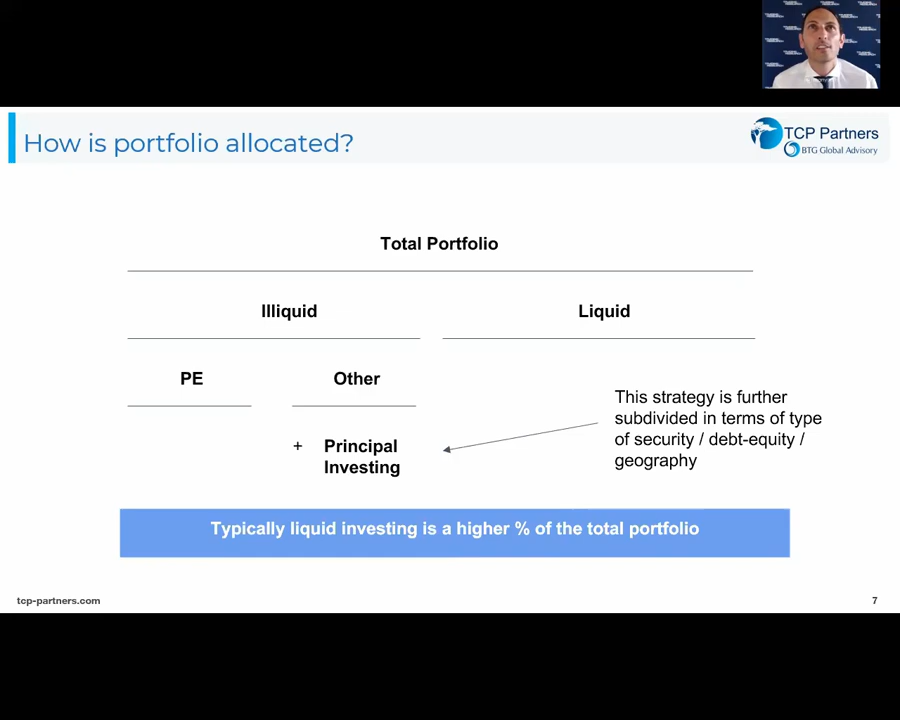 How is portfolio allocated?
TCP Partners
BTG Global Advisory
Total Portfolio
Illiquid
Liquid
PE
Other
This strategy is further
subdivided in terms of type
of security / debt-equity /
geography
+ Principal
Investing
Typically liquid investing is a higher % of the total portfolio
tcp-partners.com
7